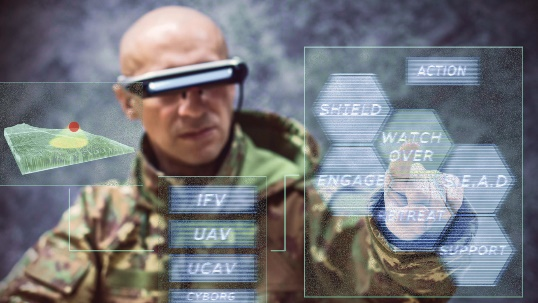 ACTION
SHIELD
WATCH
OVER
ENGAGE
S.E.A.D.
RETREAT
SUPPORT
IFV
UAV
UCAV
CYBORG